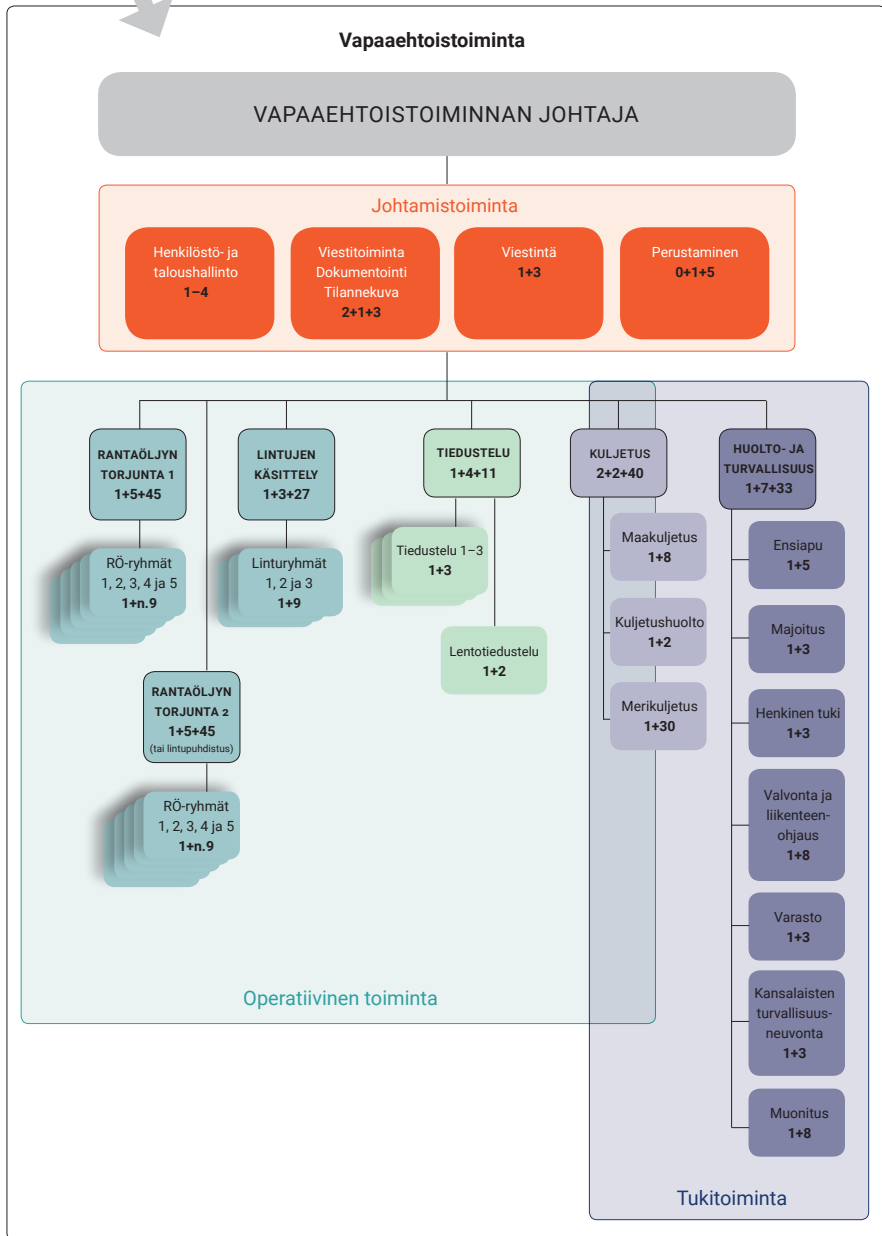 Vapaaehtoistoiminta
VAPAAEHTOISTOIMINNAN JOHTAJA
Johtamistoiminta
Henkilöstö- ja
taloushallinto
1–4
Viestitoiminta
Dokumentointi
Tilannekuva
2+1+3
Viestintä
1+3
Perustaminen
0+1+5
RANTAÖLJYN
TORJUNTA 1
1+5+45
RÖ-ryhmät
1, 2, 3, 4 ja 5
1+n.9
RANTAÖLJYN
TORJUNTA 2
1+5+45
(tai lintupuhdistus)
RÖ-ryhmät
1, 2, 3, 4 ja 5
1+n.9
LINTUJEN
KÄSITTELY
1+3+27
Linturyhmät
1, 2 ja 3
1+9
TIEDUSTELU
1+4+11
Tiedustelu 1–3
1+3
Lentotiedustelu
1+2
KULJETUS
2+2+40
Maakuljetus
1+8
Kuljetushuolto
1+2
Merikuljetus
1+30
HUOLTO- JA
TURVALLISUUS
1+7+33
Ensiapu
1+5
Majoitus
1+3
Henkinen tuki
1+3
Valvonta ja
liikenteen-
ohjaus
1+8
Varasto
1+3
Kansalaisten
turvallisuus-
neuvonta
1+3
Muonitus
1+8
Operatiivinen toiminta
Tukitoiminta